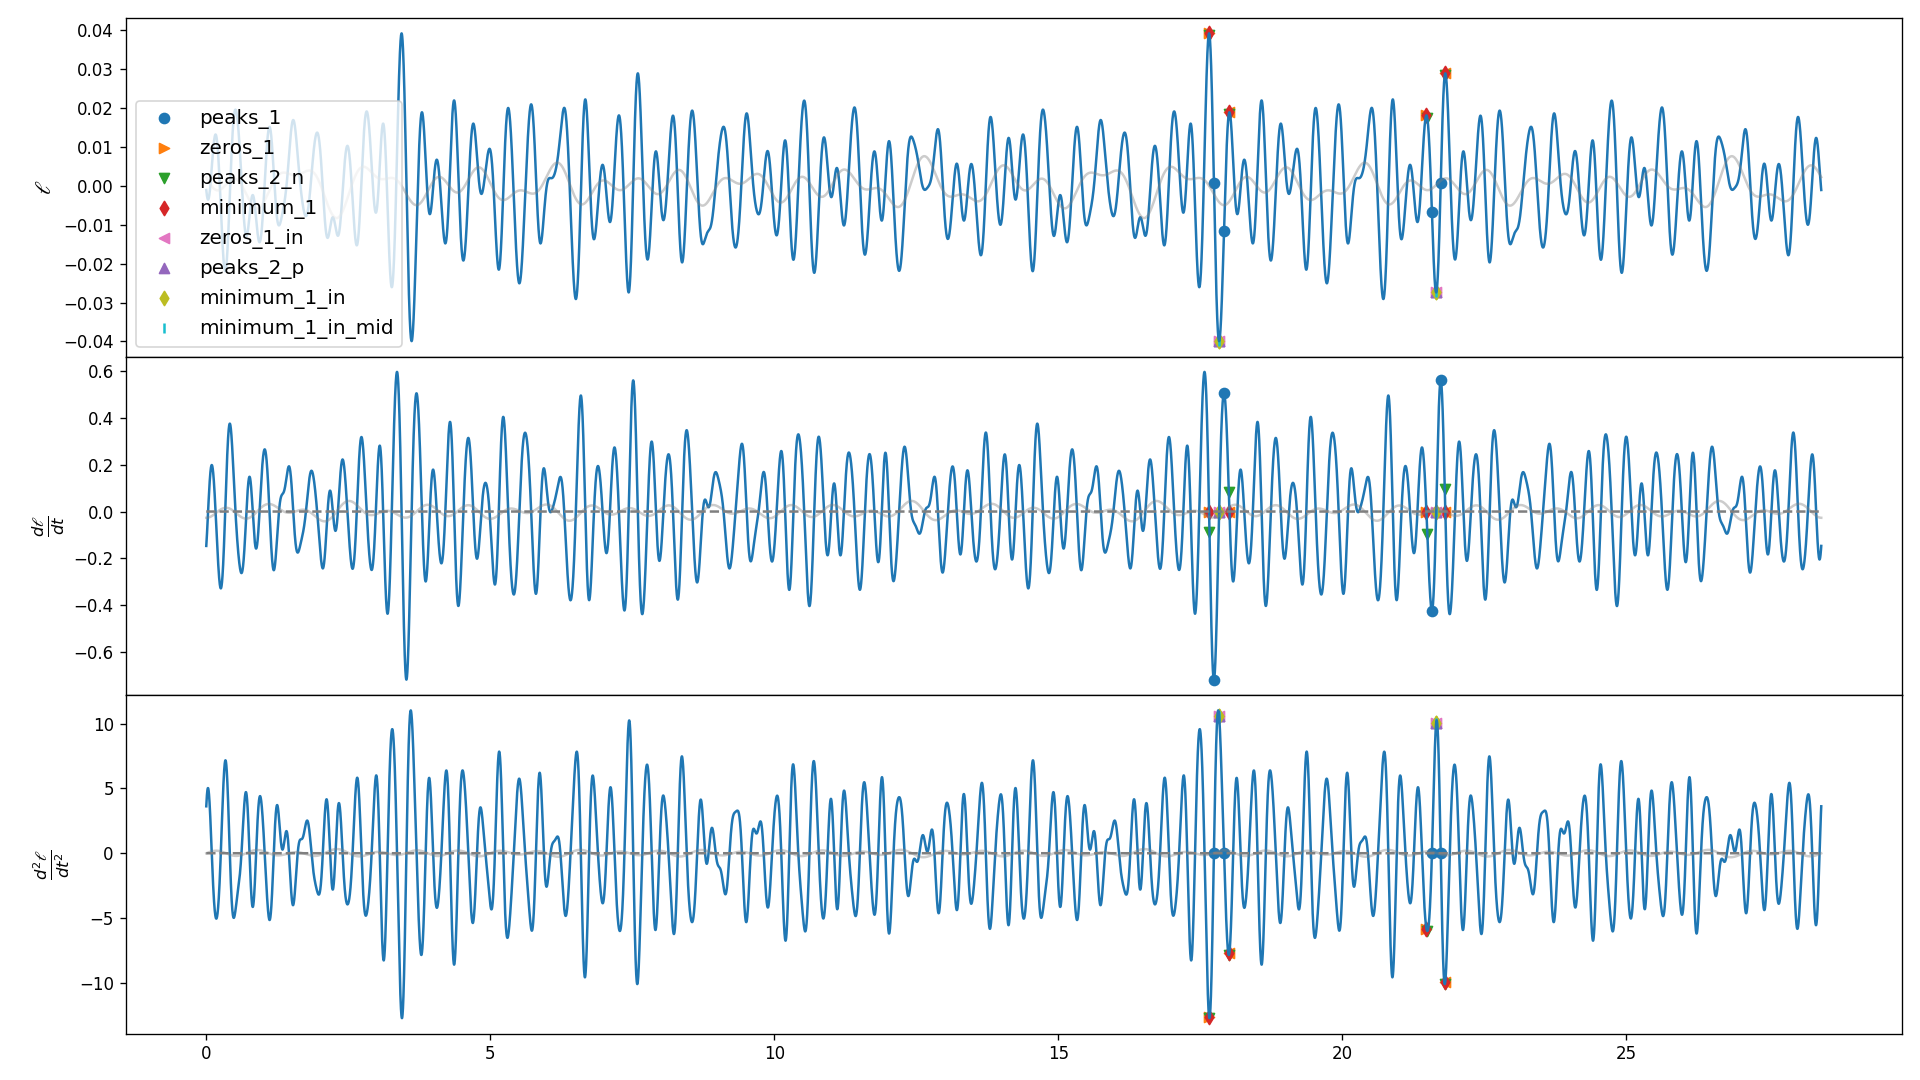 0.04
0.03
0.02
0.01
0.00
−0.01
−0.02
−0.03
−0.04
ℓ
peaks_1
zeros_1
peaks_2_n
minimum_1
zeros_1_in
peaks_2_p
minimum_1_in
minimum_1_in_mid
0.6
0.4
0.2
0.0
−0.2
−0.4
−0.6
dℓ
dt
10
5
0
−5
−10
d²ℓ
dt²
0 5 10 15 20 25